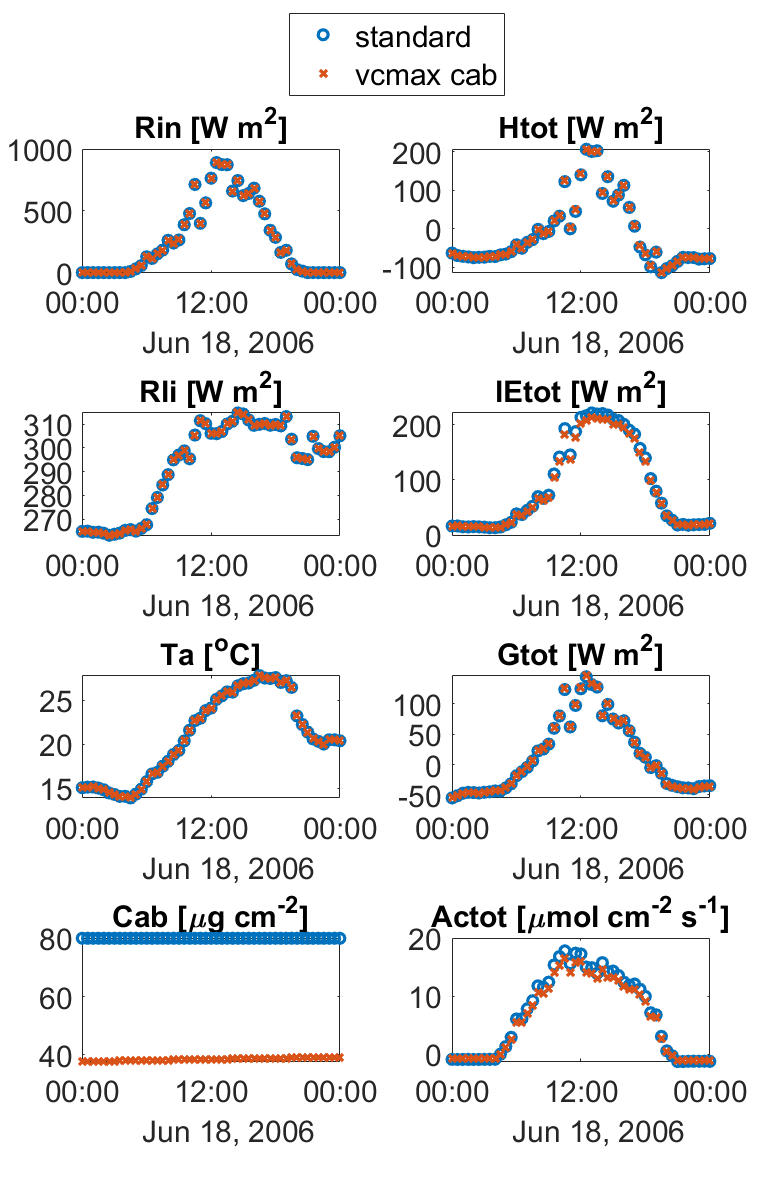 standard
vcmax cab
Rin [W m2]
1000
500
0
00:00 12:00 00:00
Jun 18, 2006
Htot [W m2]
200
100
0
-100
00:00 12:00 00:00
Jun 18, 2006
Rli [W m2]
310
300
290
280
270
00:00 12:00 00:00
Jun 18, 2006
lEtot [W m2]
200
100
0
00:00 12:00 00:00
Jun 18, 2006
Ta [oC]
25
20
15
00:00 12:00 00:00
Jun 18, 2006
Gtot [W m2]
100
50
0
-50
00:00 12:00 00:00
Jun 18, 2006
Cab [μg cm-2]
80
60
40
00:00 12:00 00:00
Jun 18, 2006
Actot [μmol cm-2 s-1]
20
10
0
00:00 12:00 00:00
Jun 18, 2006